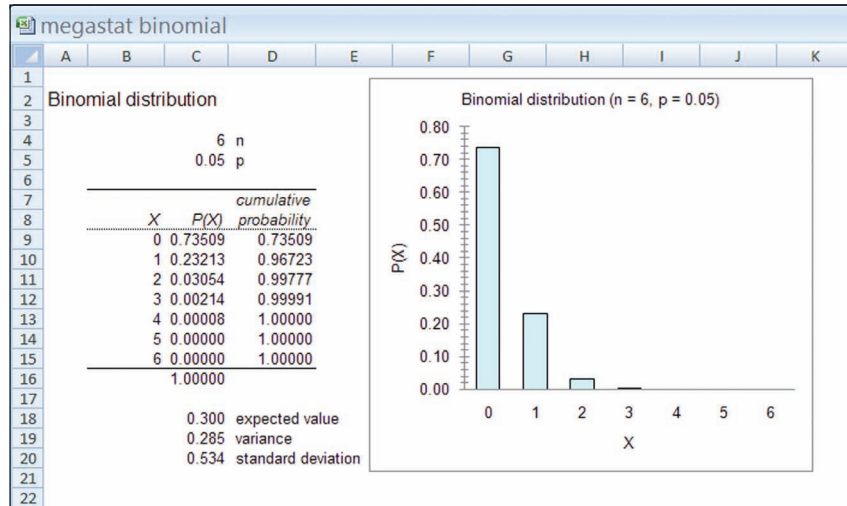 megastat binomial
A B C D E F G H I J K
1
2 Binomial distribution
3
4 6 n
5 0.05 p
6
7 cumulative
8 X P(X) probability
9 0 0.73509 0.73509
10 1 0.23213 0.96723
11 2 0.03054 0.99777
12 3 0.00214 0.99991
13 4 0.00008 1.00000
14 5 0.00000 1.00000
15 6 0.00000 1.00000
16 1.00000
17
18 0.300 expected value
19 0.285 variance
20 0.534 standard deviation
21
22
Binomial distribution (n = 6, p = 0.05)
0.80
0.70
0.60
0.50
0.40
0.30
0.20
0.10
0.00
P(X)
0 1 2 3 4 5 6
X